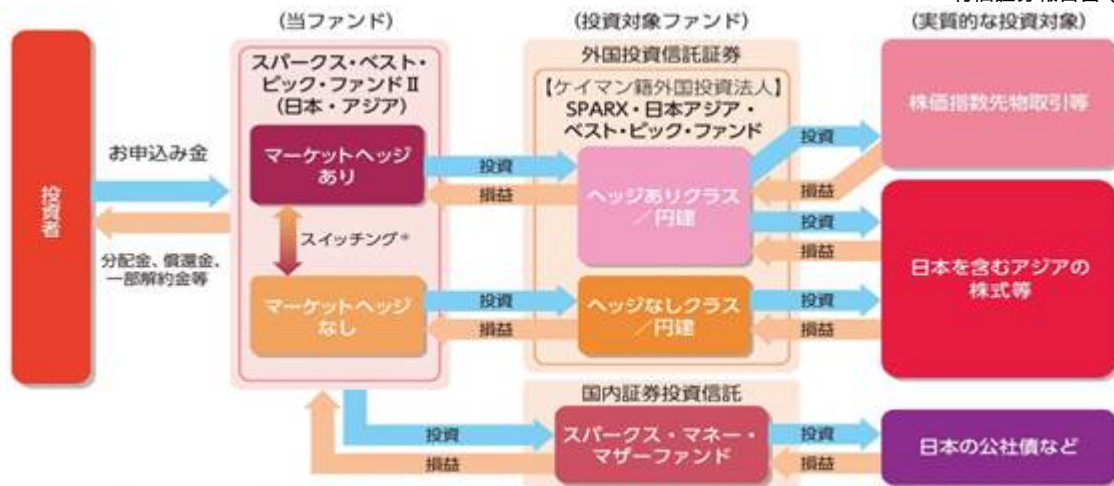 (当ファンド)
(投資対象ファンド)
(実質的な投資対象)
投資者
お申込み金
分配金、償還金、
一部解約金等
スパークス・ベスト・
ピック・ファンドⅡ
(日本・アジア)
マーケットヘッジ
あり
スイッチング※
マーケットヘッジ
なし
投資
損益
投資
損益
外国投資信託証券
【ケイマン籍外国投資法人】
SPARX・日本アジア・
ベスト・ピック・ファンド
ヘッジありクラス
／円建
ヘッジなしクラス
／円建
投資
損益
投資
損益
投資
損益
株価指数先物取引等
日本を含むアジアの
株式等
投資
損益
国内証券投資信託
スパークス・マネー・
マザーファンド
投資
損益
日本の公社債など